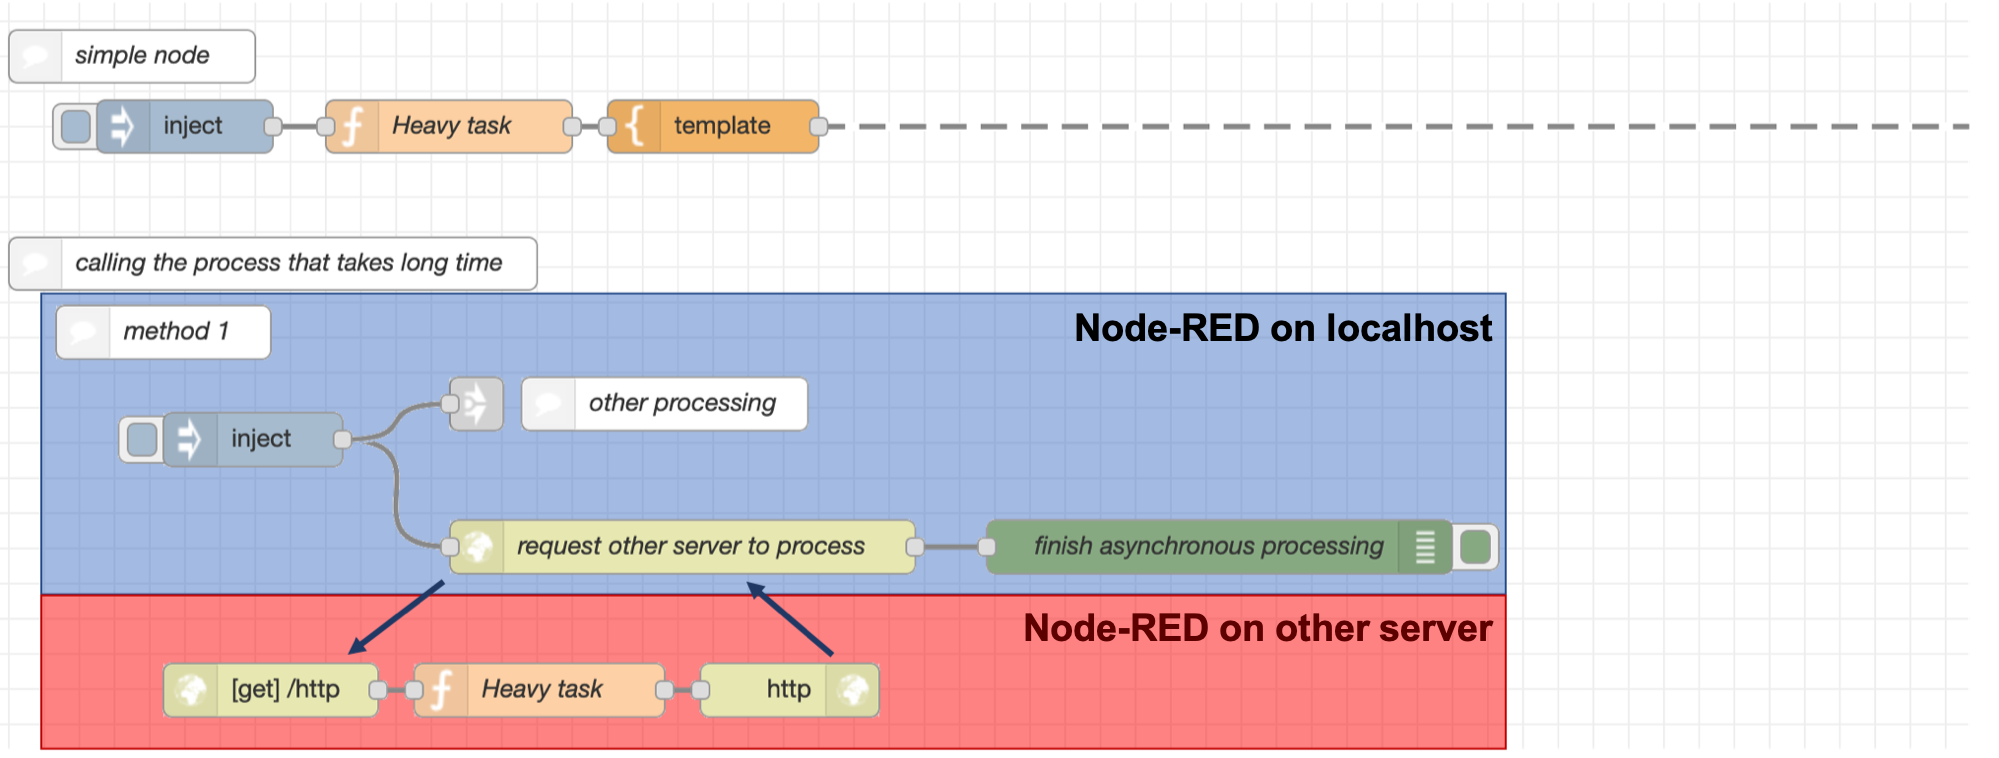 simple node
inject
Heavy task
template
calling the process that takes long time
method 1
Node-RED on localhost
other processing
inject
request other server to process
finish asynchronous processing
Node-RED on other server
[get] /http
Heavy task
http